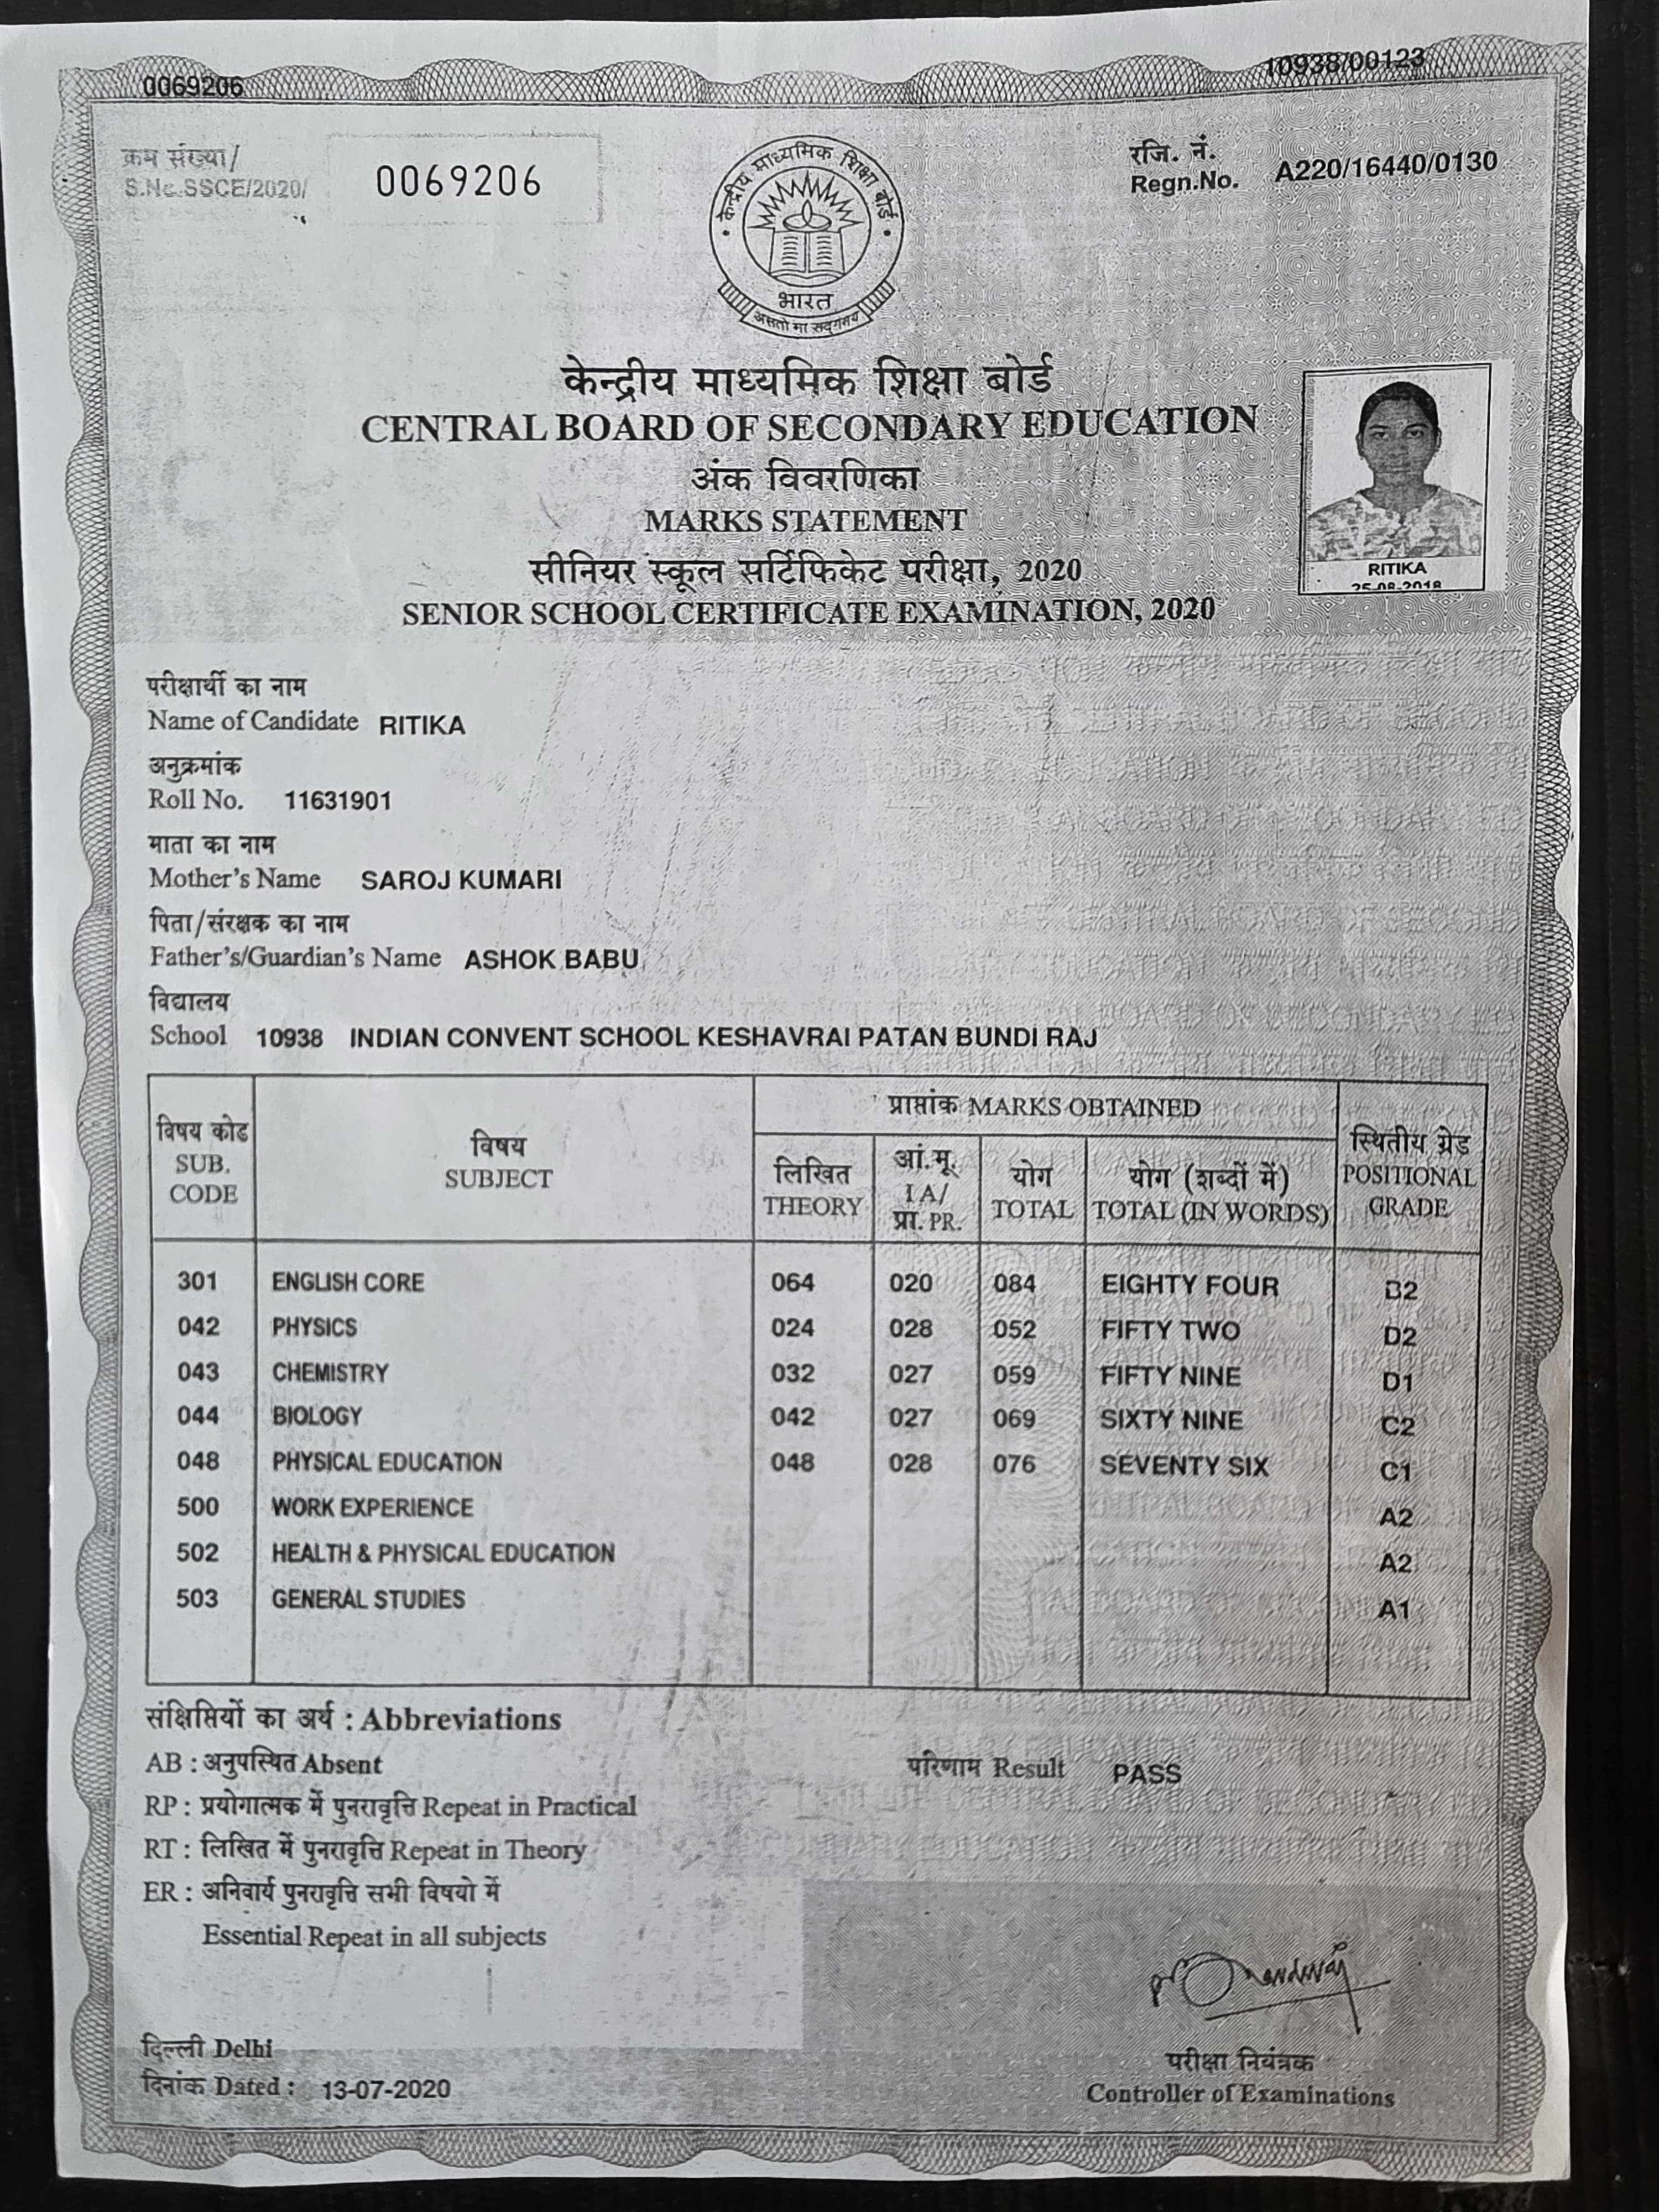 0069206
10938/00123
क्रम संख्या/
S.No.SSCE/2020/
0069206
केन्द्रीय माध्यमिक शिक्षा बोर्ड
भारत
असतो मा सद्गमय
रजि. नं.
Regn.No. A220/16440/0130
केन्द्रीय माध्यमिक शिक्षा बोर्ड
CENTRAL BOARD OF SECONDARY EDUCATION
अंक विवरणिका
MARKS STATEMENT
सीनियर स्कूल सर्टिफिकेट परीक्षा, 2020
SENIOR SCHOOL CERTIFICATE EXAMINATION, 2020
RITIKA
25-08-2018
परीक्षार्थी का नाम
Name of Candidate RITIKA
अनुक्रमांक
Roll No. 11631901
माता का नाम
Mother's Name SAROJ KUMARI
पिता/संरक्षक का नाम
Father's/Guardian's Name ASHOK BABU
विद्यालय
School 10938 INDIAN CONVENT SCHOOL KESHAVRAI PATAN BUNDI RAJ
विषय कोड
SUB.
CODE
विषय
SUBJECT
प्राप्तांक MARKS OBTAINED
लिखित
THEORY
आं.मू.
I A/
प्रा. PR.
योग
TOTAL
योग (शब्दों में)
TOTAL (IN WORDS)
स्थितीय ग्रेड
POSITIONAL
GRADE
301 ENGLISH CORE 064 020 084 EIGHTY FOUR B2
042 PHYSICS 024 028 052 FIFTY TWO D2
043 CHEMISTRY 032 027 059 FIFTY NINE D1
044 BIOLOGY 042 027 069 SIXTY NINE C2
048 PHYSICAL EDUCATION 048 028 076 SEVENTY SIX C1
500 WORK EXPERIENCE A2
502 HEALTH & PHYSICAL EDUCATION A2
503 GENERAL STUDIES A1
संक्षिप्तियों का अर्थ : Abbreviations
AB : अनुपस्थित Absent
परिणाम Result PASS
RP : प्रयोगात्मक में पुनरावृत्ति Repeat in Practical
RT : लिखित में पुनरावृत्ति Repeat in Theory
ER : अनिवार्य पुनरावृत्ति सभी विषयो में
Essential Repeat in all subjects
दिल्ली Delhi
दिनांक Dated : 13-07-2020
परीक्षा नियंत्रक
Controller of Examinations